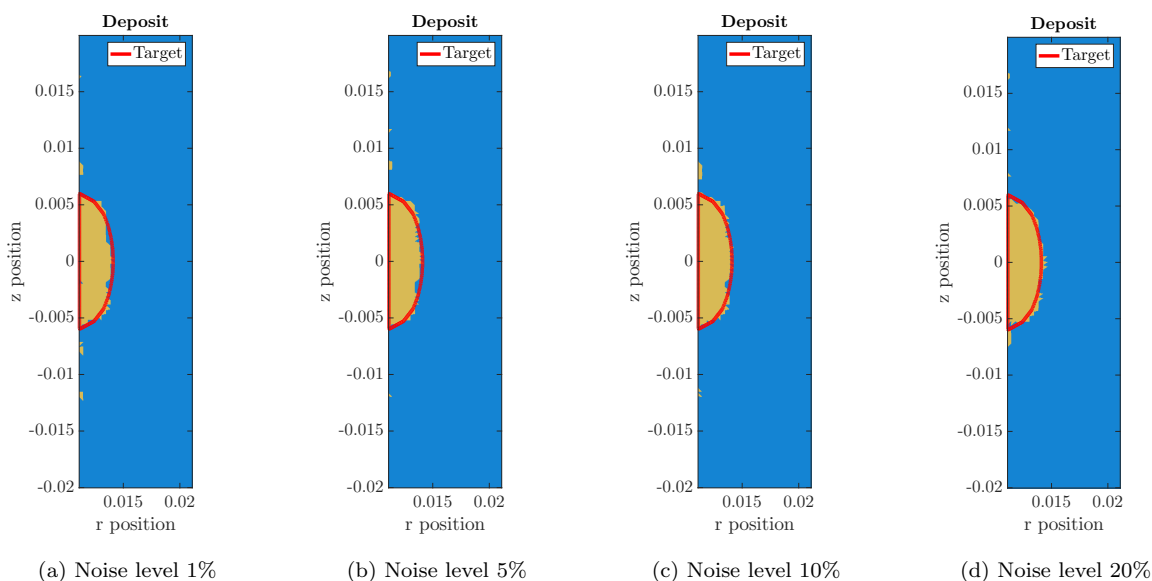 Deposit
Target
0.015
0.01
0.005
0
-0.005
-0.01
-0.015
-0.02
z position
0.015 0.02
r position
(a) Noise level 1%
Deposit
Target
0.015
0.01
0.005
0
-0.005
-0.01
-0.015
-0.02
z position
0.015 0.02
r position
(b) Noise level 5%
Deposit
Target
0.015
0.01
0.005
0
-0.005
-0.01
-0.015
-0.02
z position
0.015 0.02
r position
(c) Noise level 10%
Deposit
Target
0.015
0.01
0.005
0
-0.005
-0.01
-0.015
-0.02
z position
0.015 0.02
r position
(d) Noise level 20%